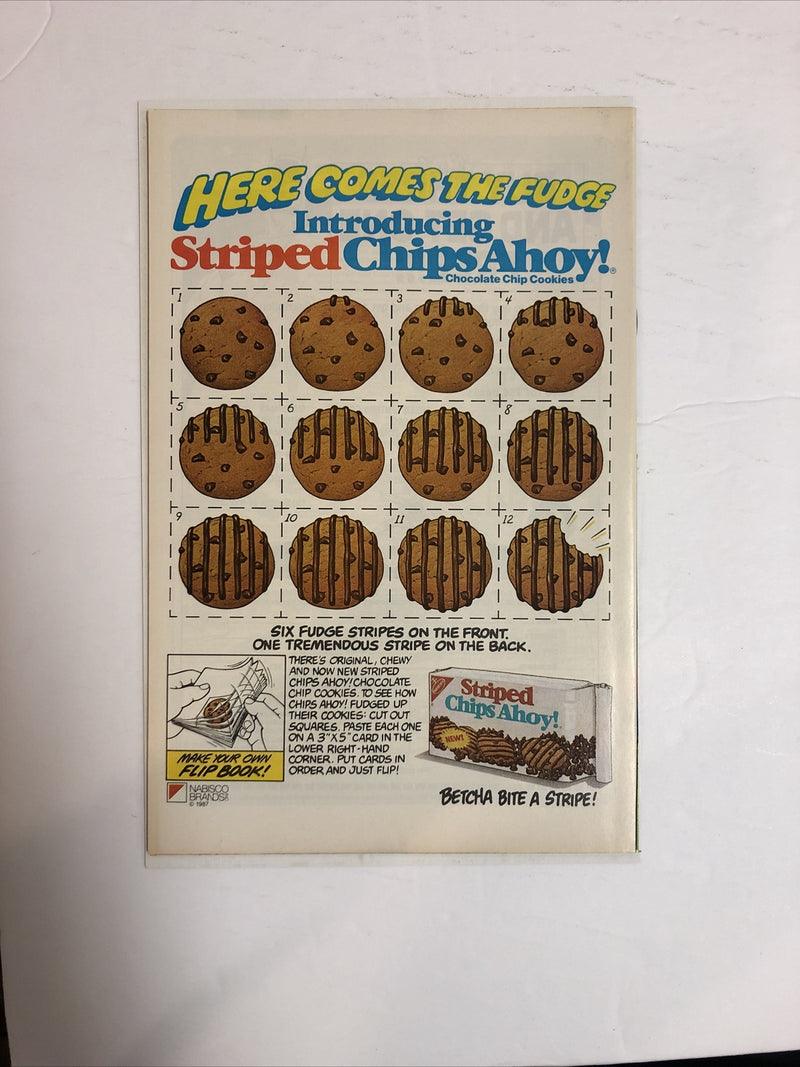 HERE COMES THE FUDGE
Introducing
Striped Chips Ahoy!®
Chocolate Chip Cookies
1
2
3
4
5
6
7
8
9
10
11
12
SIX FUDGE STRIPES ON THE FRONT.
ONE TREMENDOUS STRIPE ON THE BACK.
THERE'S ORIGINAL, CHEWY
AND NOW NEW STRIPED
CHIPS AHOY! CHOCOLATE
CHIP COOKIES. TO SEE HOW
CHIPS AHOY! FUDGED UP
THEIR COOKIES: CUT OUT
SQUARES. PASTE EACH ONE
ON A 3" X 5" CARD IN THE
LOWER RIGHT-HAND
CORNER. PUT CARDS IN
ORDER AND JUST FLIP!
MAKE YOUR OWN
FLIP BOOK!
Striped
Chips Ahoy!
NEW!
NABISCO
BRANDS
© 1987
BETCHA BITE A STRIPE!